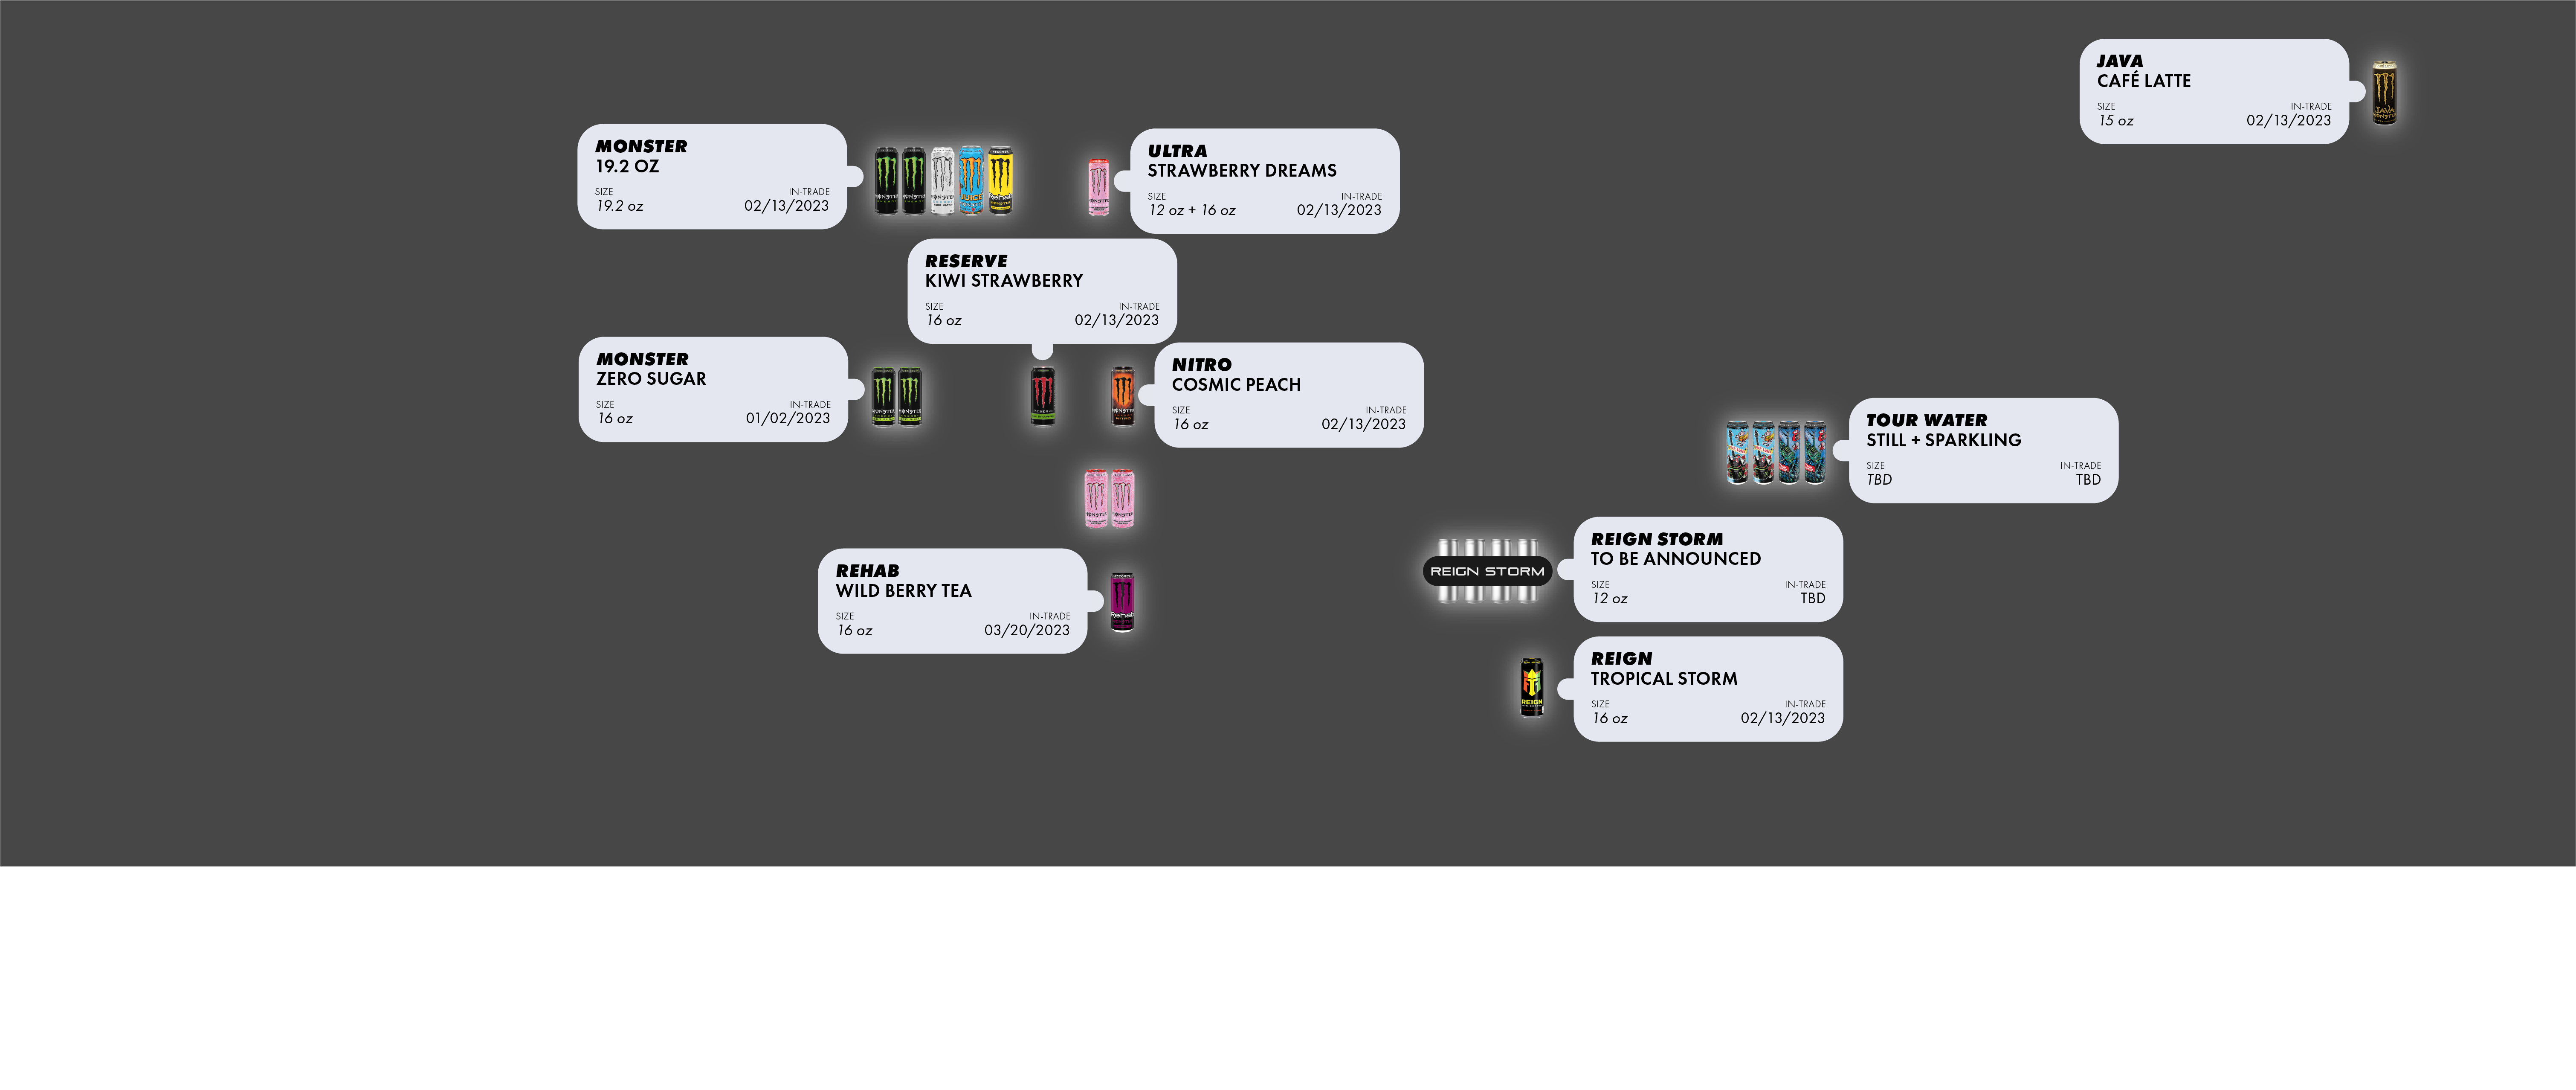 JAVA
CAFÉ LATTE
SIZE IN-TRADE
15 oz 02/13/2023
MONSTER
19.2 OZ
SIZE IN-TRADE
19.2 oz 02/13/2023
ULTRA
STRAWBERRY DREAMS
SIZE IN-TRADE
12 oz + 16 oz 02/13/2023
RESERVE
KIWI STRAWBERRY
SIZE IN-TRADE
16 oz 02/13/2023
MONSTER
ZERO SUGAR
SIZE IN-TRADE
16 oz 01/02/2023
NITRO
COSMIC PEACH
SIZE IN-TRADE
16 oz 02/13/2023
TOUR WATER
STILL + SPARKLING
SIZE IN-TRADE
TBD TBD
REIGN STORM
REIGN STORM
TO BE ANNOUNCED
SIZE IN-TRADE
12 oz TBD
REHAB
WILD BERRY TEA
SIZE IN-TRADE
16 oz 03/20/2023
REIGN
REIGN
TROPICAL STORM
SIZE IN-TRADE
16 oz 02/13/2023